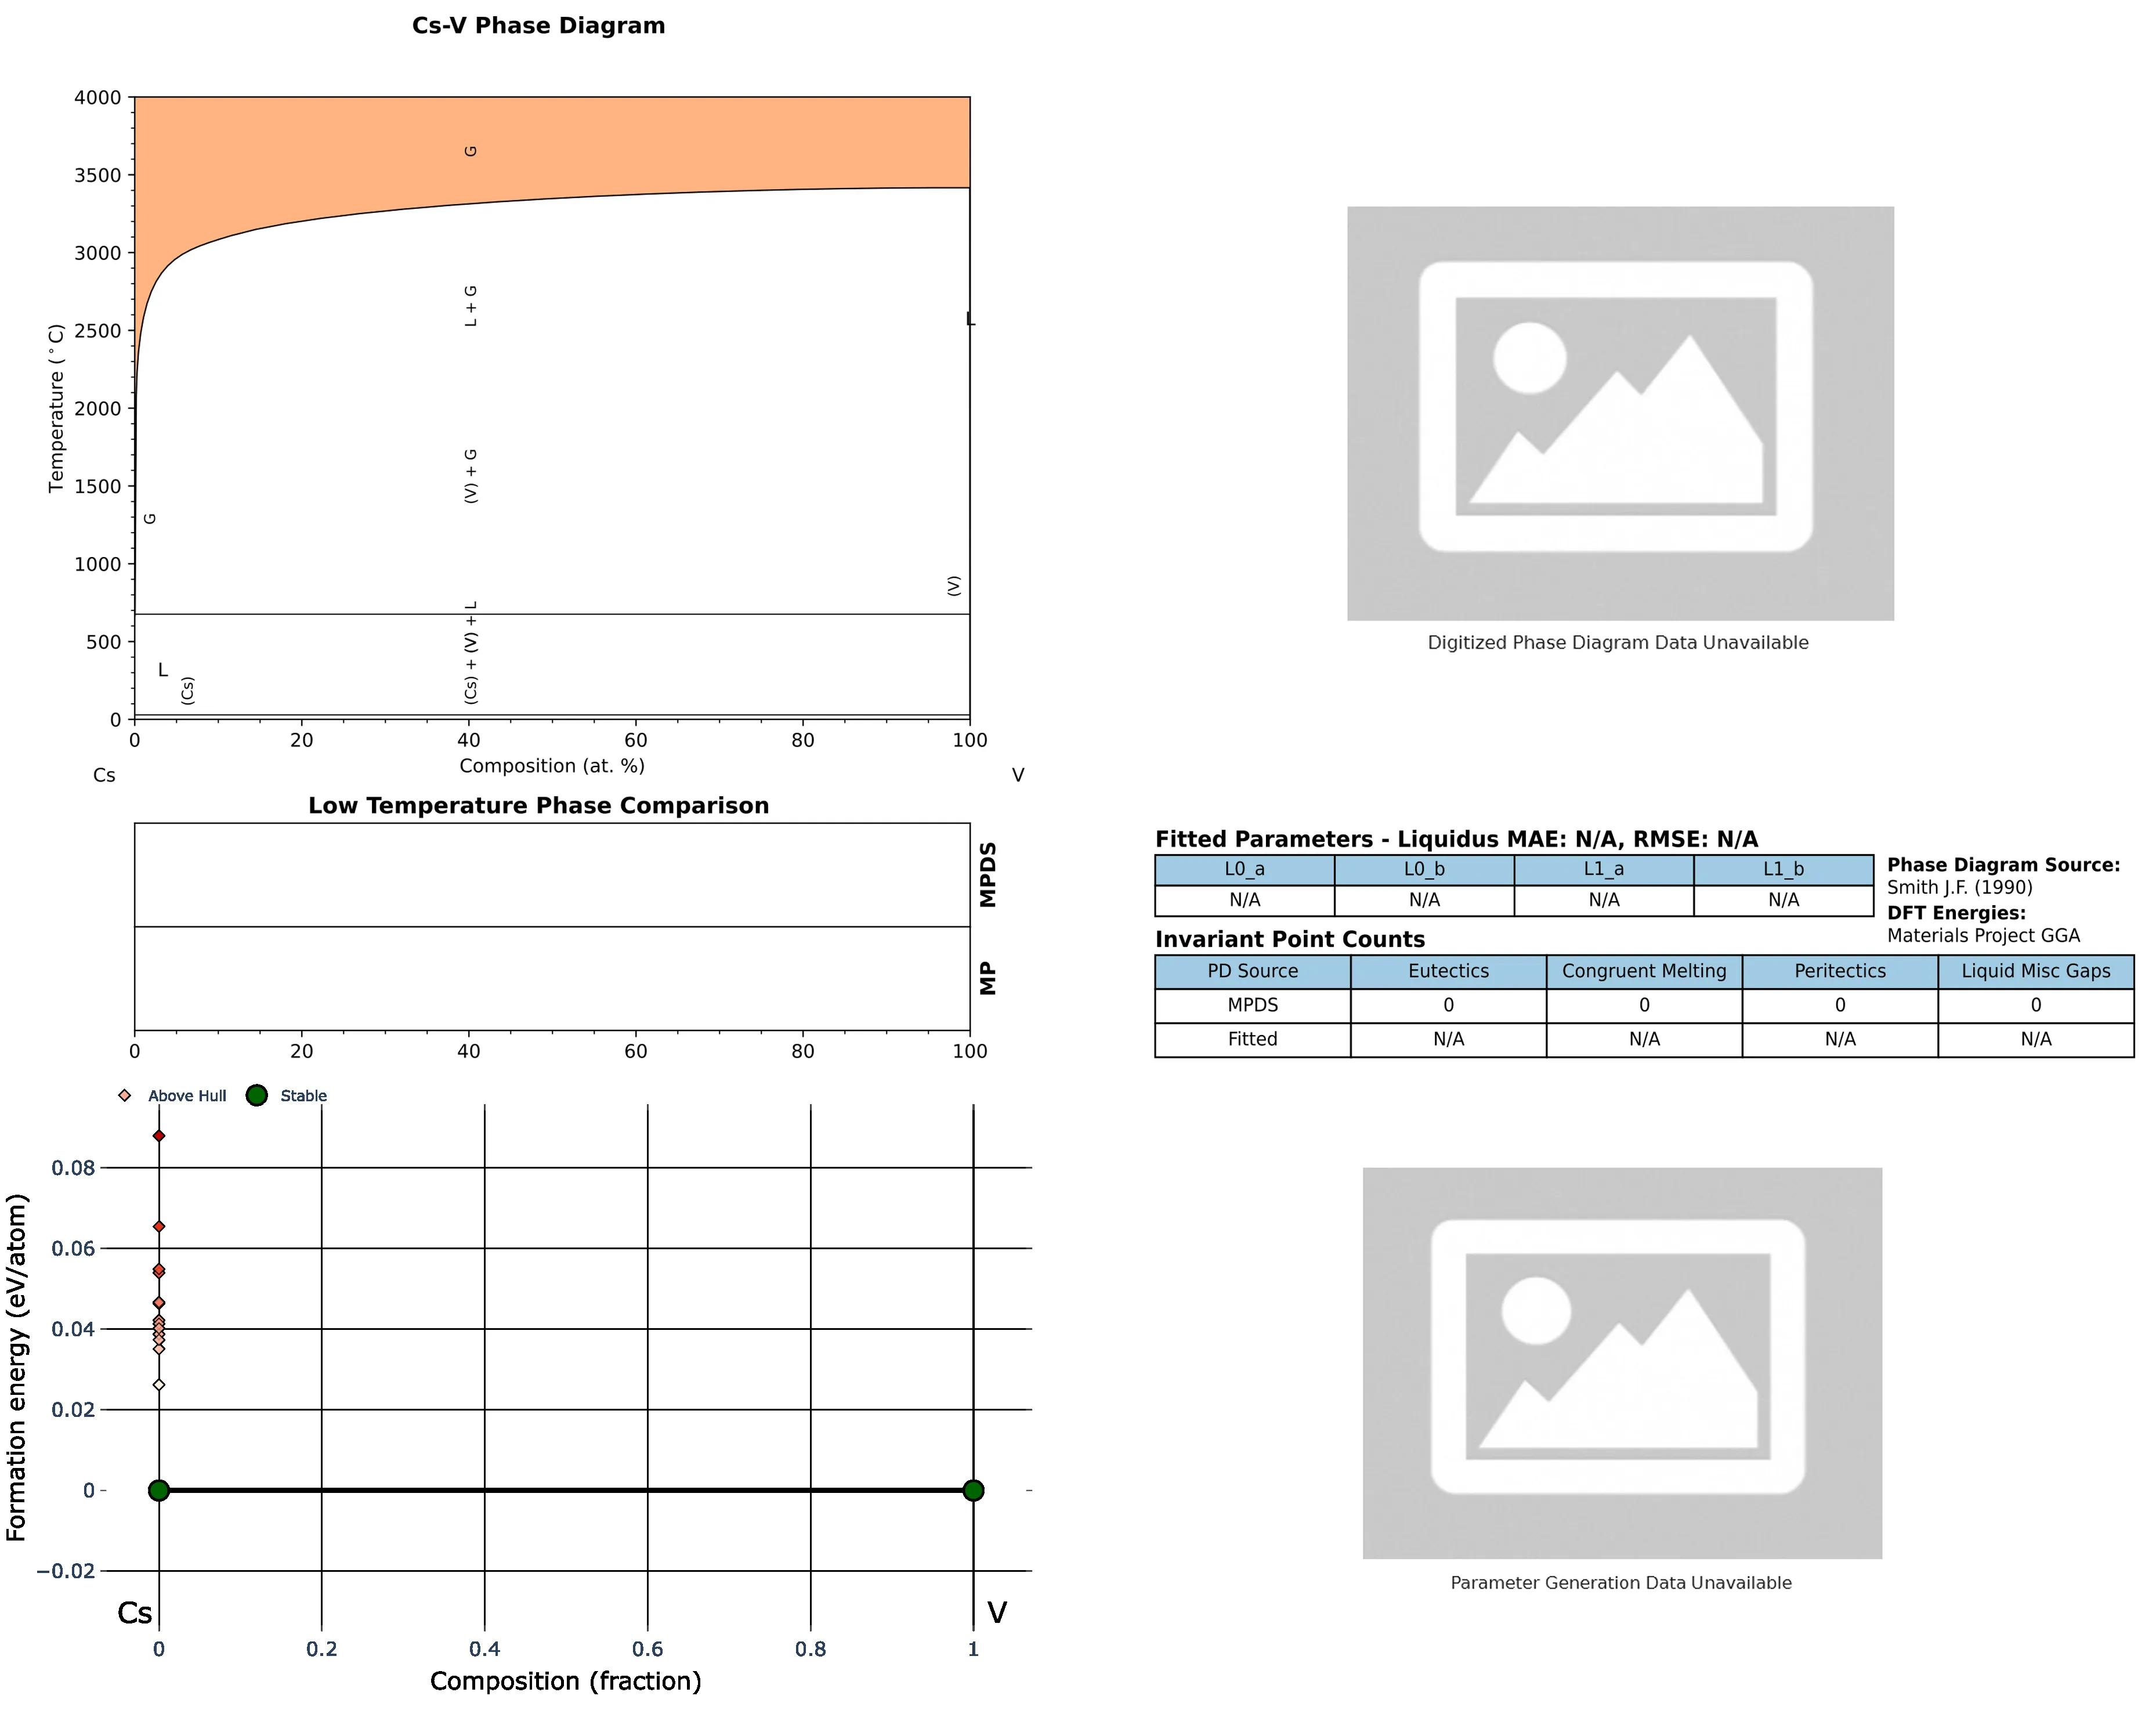 Cs-V Phase Diagram
4000
3500
3000
2500
2000
1500
1000
500
0
Temperature (°C)
G
L + G
L
(V) + G
G
(V)
(Cs) + (V) + L
L
(Cs)
0 20 40 60 80 100
Composition (at. %)
Cs V
Digitized Phase Diagram Data Unavailable
Low Temperature Phase Comparison
MPDS
MP
0 20 40 60 80 100
Fitted Parameters - Liquidus MAE: N/A, RMSE: N/A
L0_a L0_b L1_a L1_b
N/A N/A N/A N/A
Phase Diagram Source:
Smith J.F. (1990)
DFT Energies:
Materials Project GGA
Invariant Point Counts
PD Source Eutectics Congruent Melting Peritectics Liquid Misc Gaps
MPDS 0 0 0 0
Fitted N/A N/A N/A N/A
Above Hull Stable
0.08
0.06
0.04
0.02
0
−0.02
Formation energy (eV/atom)
Cs V
0 0.2 0.4 0.6 0.8 1
Composition (fraction)
Parameter Generation Data Unavailable